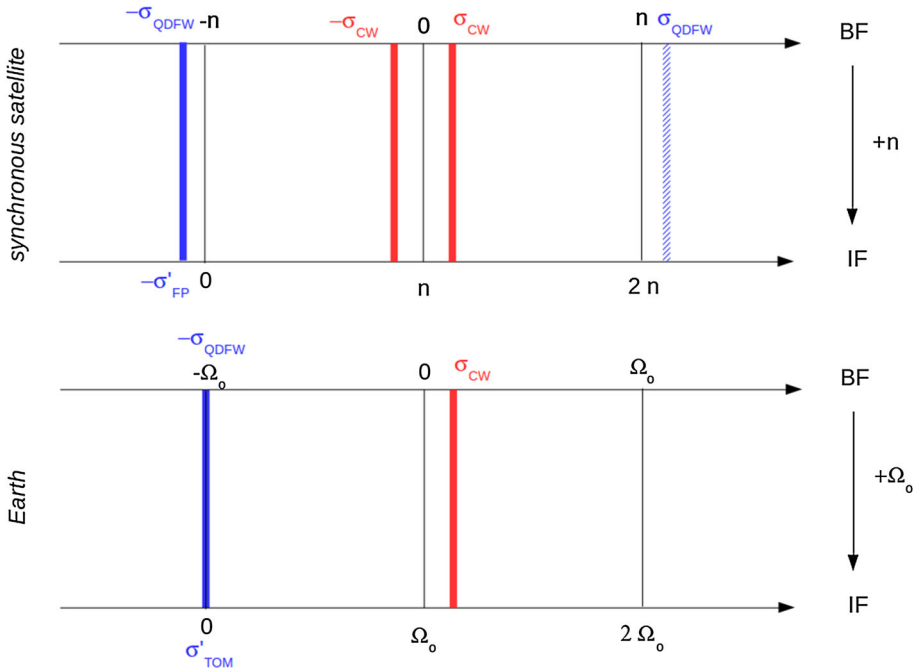 −σQDFW -n −σCW 0 σCW n σQDFW BF
synchronous satellite
+n
−σ'FP 0 n 2 n IF
−σQDFW
-Ωo 0 σCW Ωo BF
Earth
+Ωo
0 Ωo 2 Ωo IF
σ'TOM